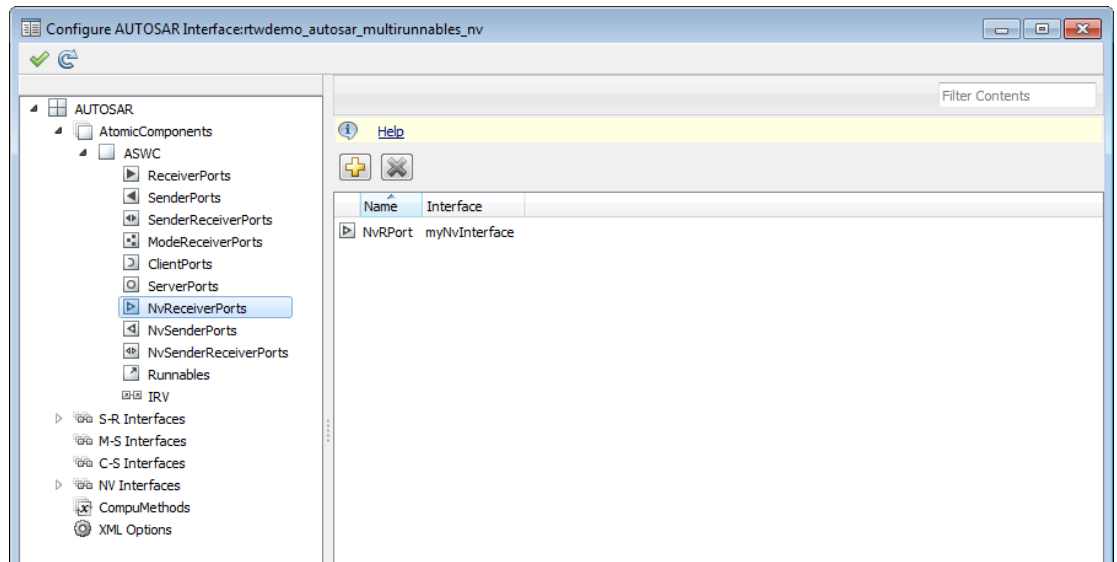 Configure AUTOSAR Interface:rtwdemo_autosar_multirunnables_nv
Filter Contents
AUTOSAR
AtomicComponents
ASWC
ReceiverPorts
SenderPorts
SenderReceiverPorts
ModeReceiverPorts
ClientPorts
ServerPorts
NvReceiverPorts
NvSenderPorts
NvSenderReceiverPorts
Runnables
IRV
S-R Interfaces
M-S Interfaces
C-S Interfaces
NV Interfaces
CompuMethods
XML Options
Help
Name Interface
NvRPort myNvInterface